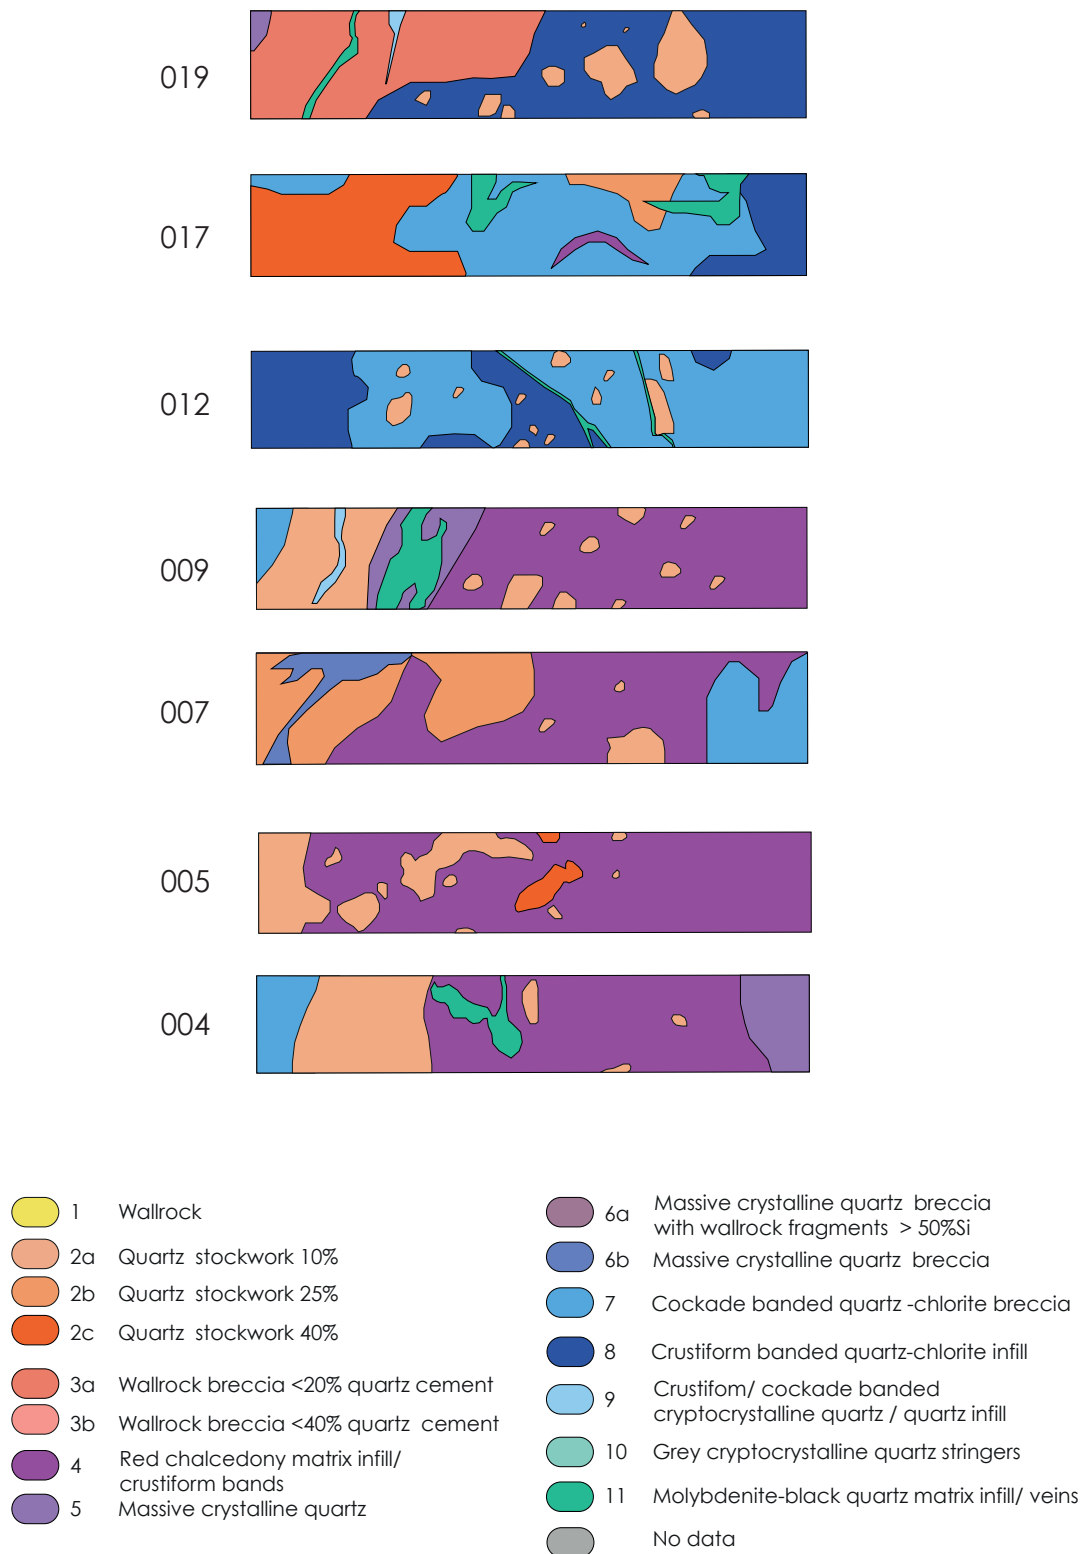 019
017
012
009
007
005
004
1 Wallrock
2a Quartz stockwork 10%
2b Quartz stockwork 25%
2c Quartz stockwork 40%
3a Wallrock breccia <20% quartz cement
3b Wallrock breccia <40% quartz cement
4 Red chalcedony matrix infill/
crustiform bands
5 Massive crystalline quartz
6a Massive crystalline quartz breccia
with wallrock fragments > 50%Si
6b Massive crystalline quartz breccia
7 Cockade banded quartz -chlorite breccia
8 Crustiform banded quartz-chlorite infill
9 Crustifom/ cockade banded
cryptocrystalline quartz / quartz infill
10 Grey cryptocrystalline quartz stringers
11 Molybdenite-black quartz matrix infill/ veins
No data